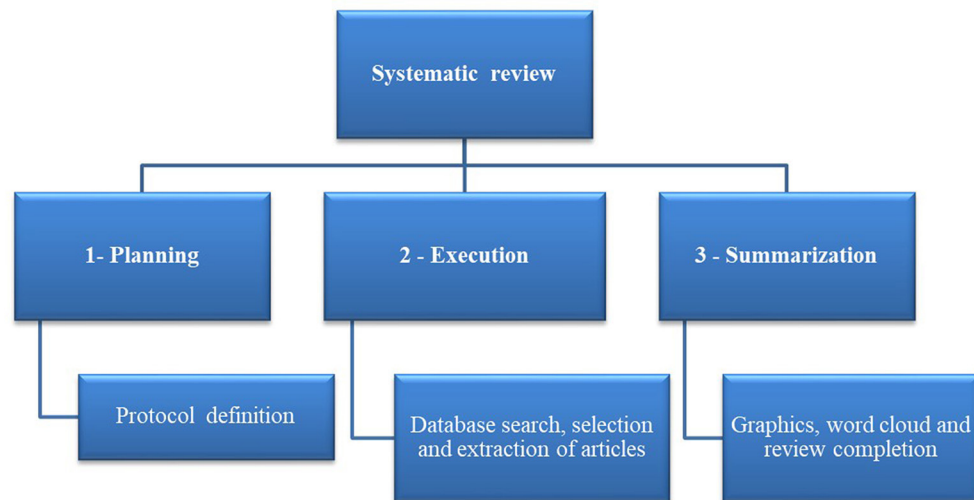 Systematic review
1- Planning
2 - Execution
3 - Summarization
Protocol definition
Database search, selection
and extraction of articles
Graphics, word cloud and
review completion